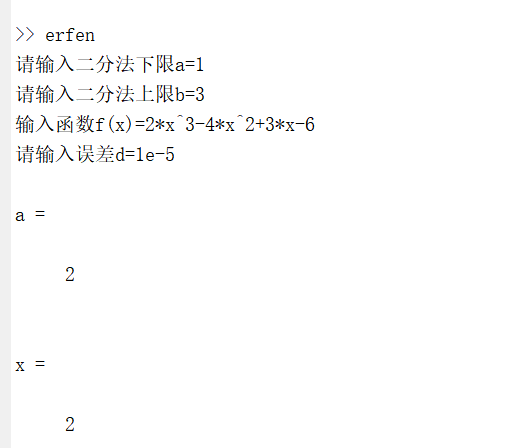 >> erfen
请输入二分法下限a=1
请输入二分法上限b=3
输入函数f(x)=2*x^3-4*x^2+3*x-6
请输入误差d=1e-5
a =
2
x =
2